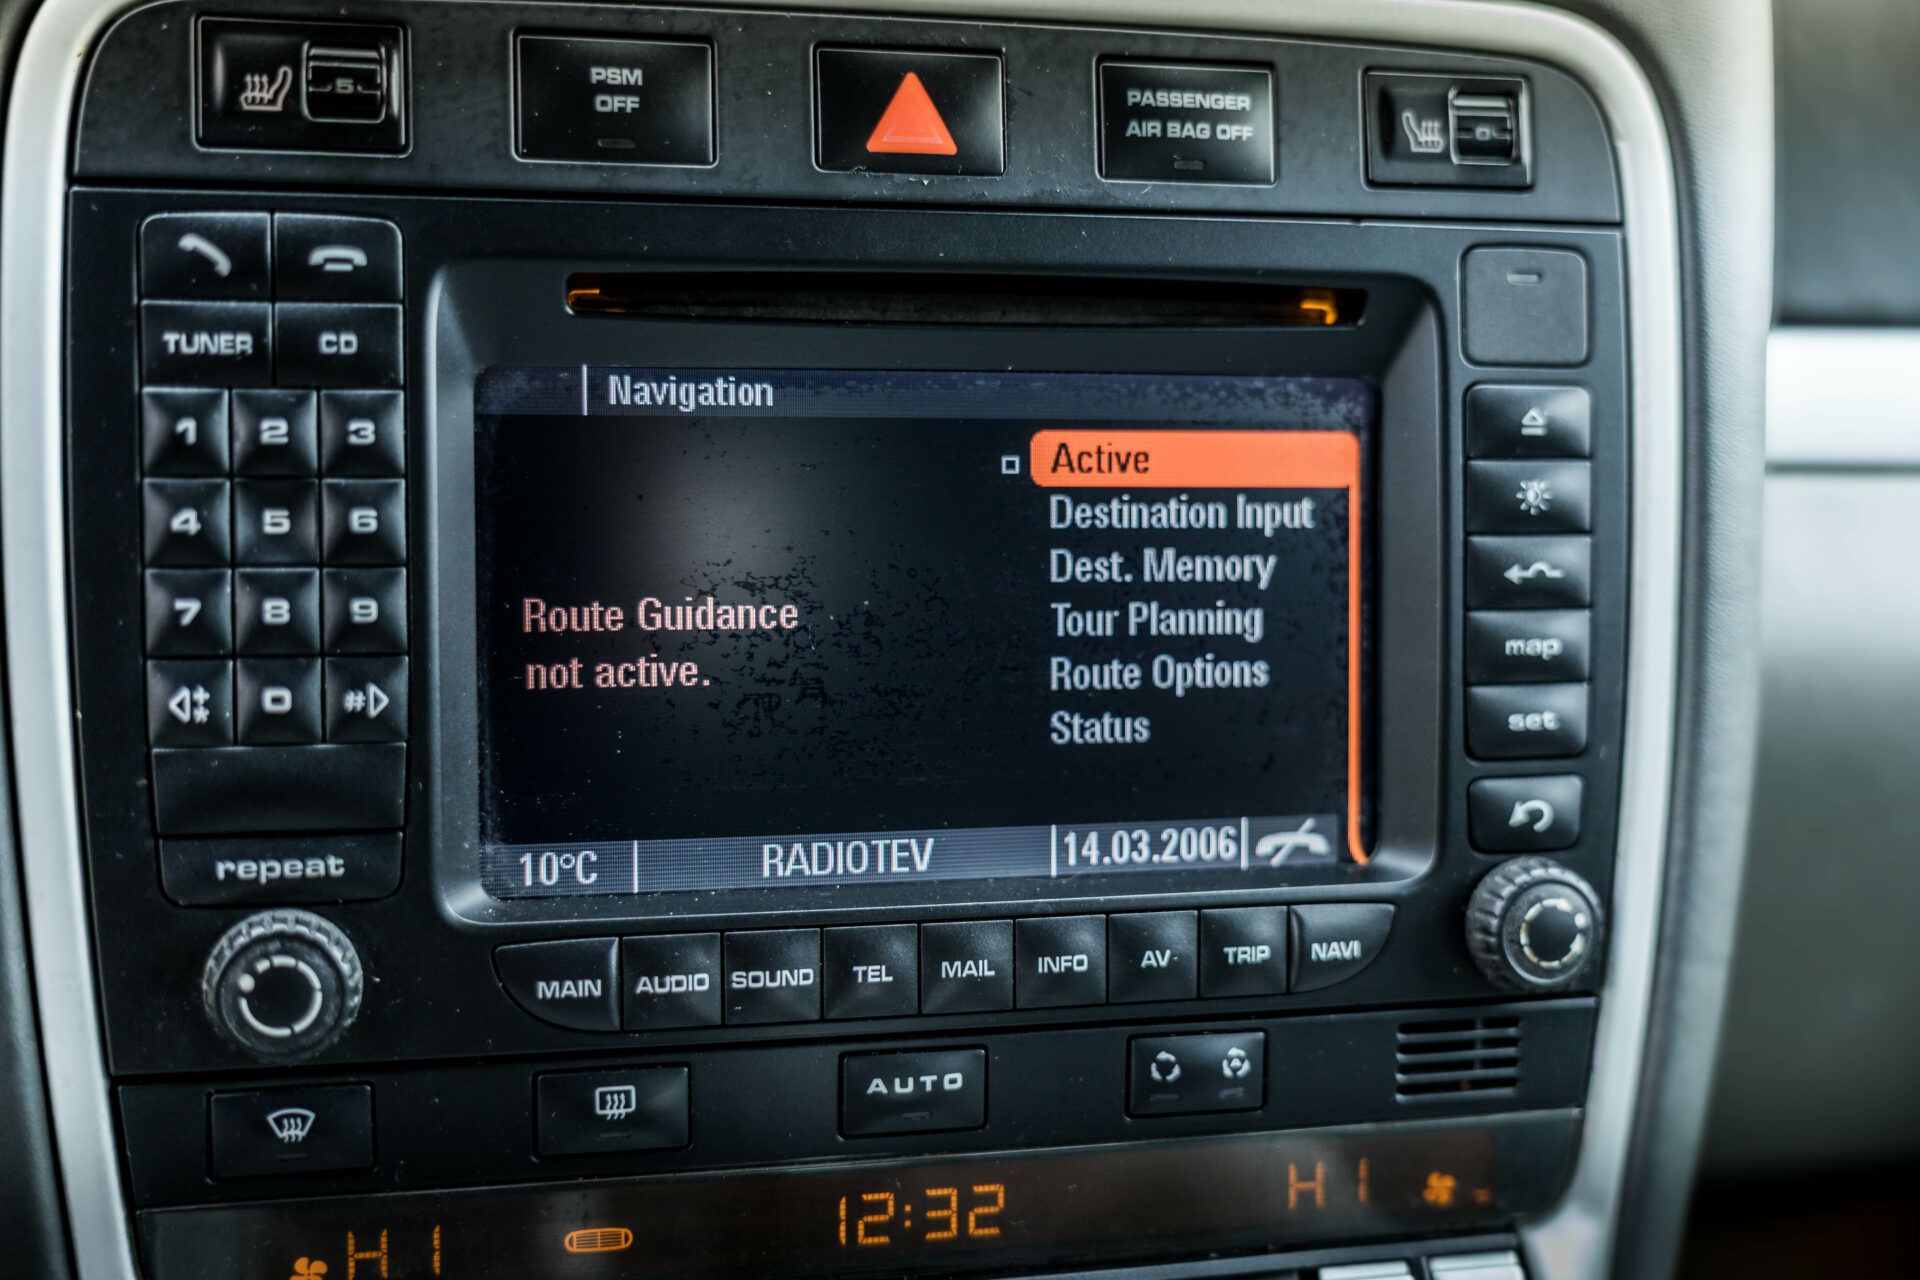 5
PSM
OFF
PASSENGER
AIR BAG OFF
0
TUNER
CD
1
2
3
4
5
6
7
8
9
*
0
#
repeat
Navigation
Active
Destination Input
Dest. Memory
Tour Planning
Route Options
Status
Route Guidance
not active.
10°C
RADIOTEV
14.03.2006
map
set
MAIN
AUDIO
SOUND
TEL
MAIL
INFO
AV
TRIP
NAVI
AUTO
A
HI
12:32
HI